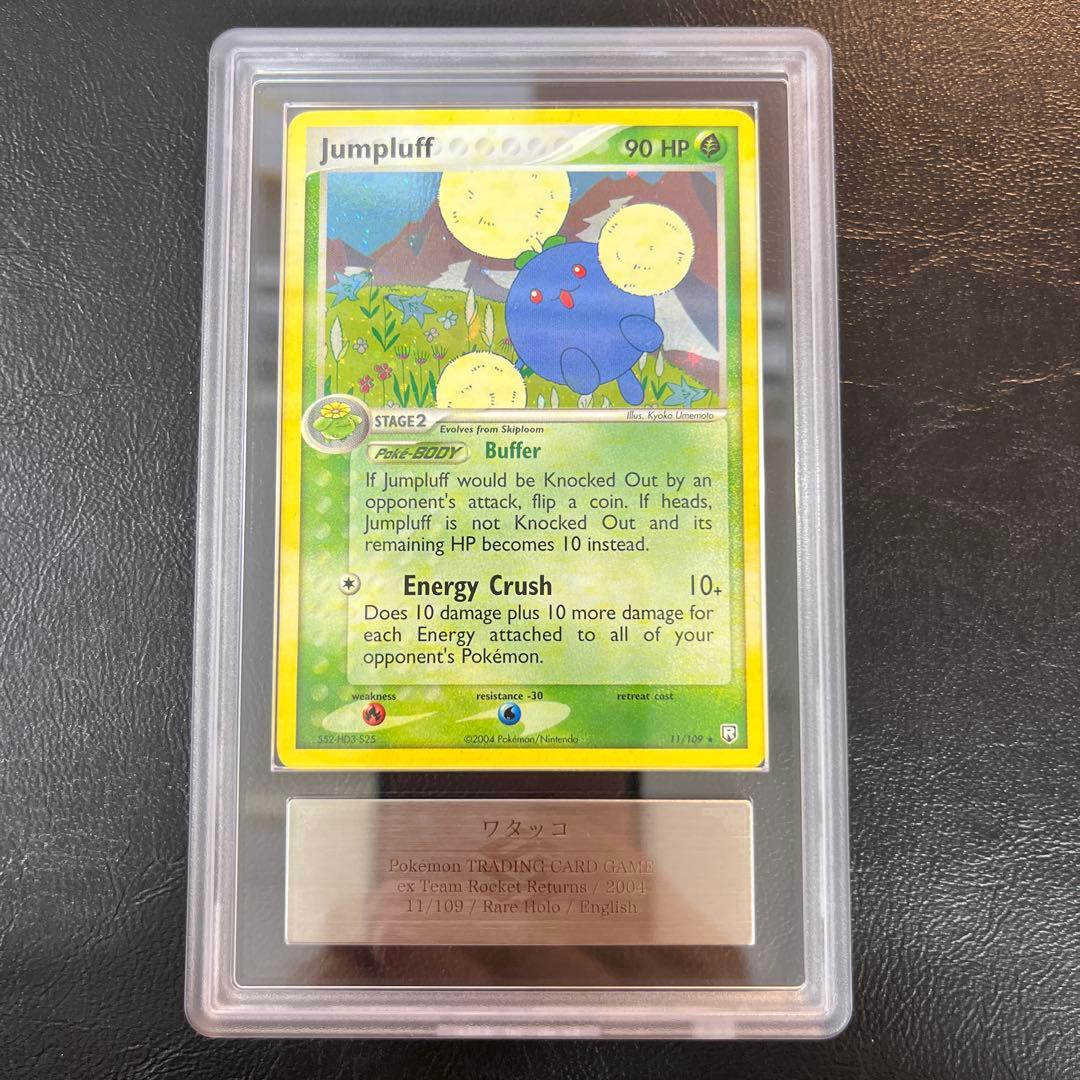 Jumpluff 90 HP
Illus. Kyoko Umemoto
STAGE2 Evolves from Skiploom
Poké-BODY Buffer
If Jumpluff would be Knocked Out by an
opponent's attack, flip a coin. If heads,
Jumpluff is not Knocked Out and its
remaining HP becomes 10 instead.
Energy Crush 10+
Does 10 damage plus 10 more damage for
each Energy attached to all of your
opponent's Pokémon.
weakness resistance -30 retreat cost
S52-HD3-S25 ©2004 Pokémon/Nintendo 11/109 ★ R
ワタッコ
Pokémon TRADING CARD GAME
ex Team Rocket Returns / 2004
11/109 / Rare Holo / English